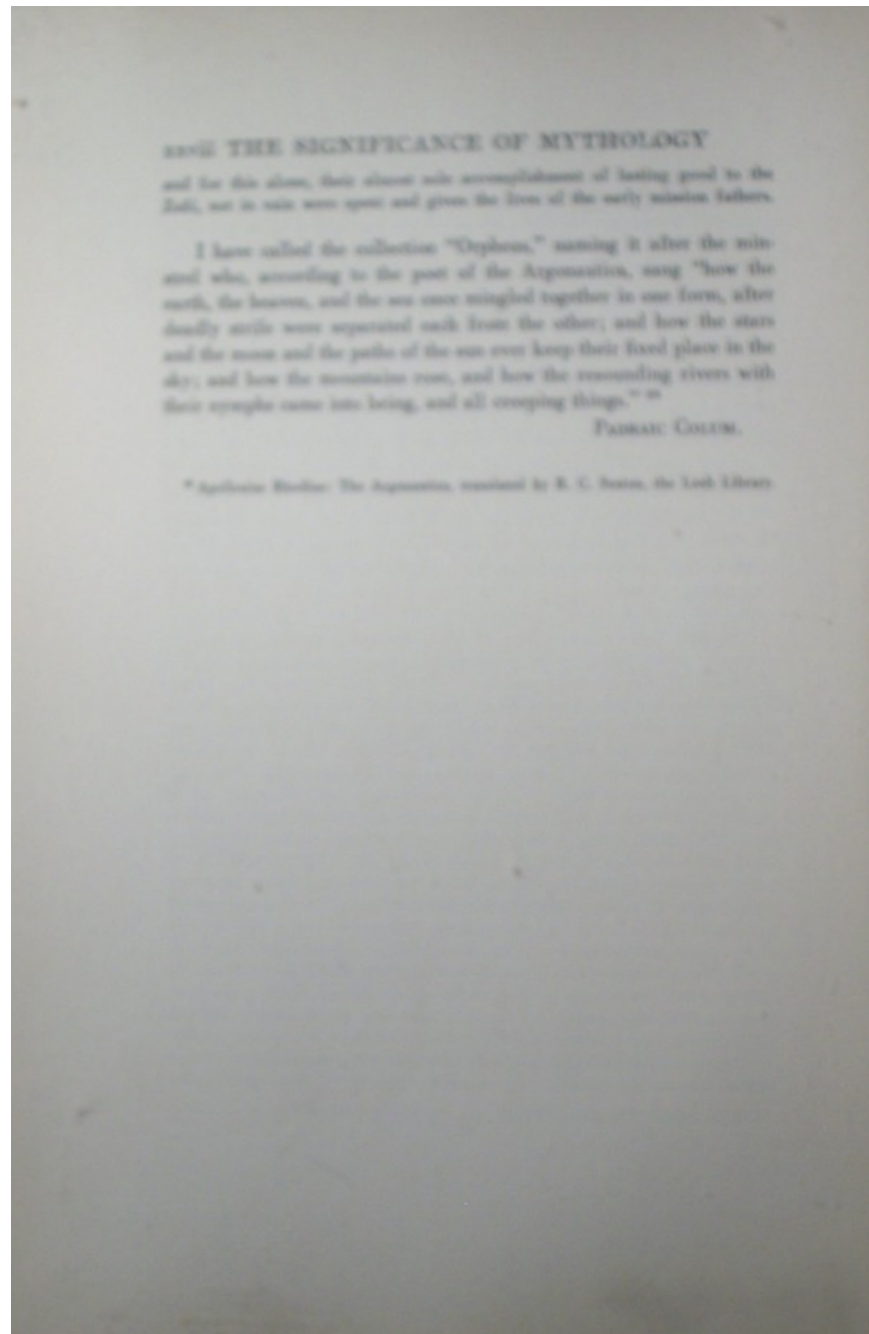 xxviii THE SIGNIFICANCE OF MYTHOLOGY
and for this alone, their almost sole accomplishment of lasting good to the
Zuñi, not in vain were spent and given the lives of the early mission fathers.
I have called the collection "Orpheus," naming it after the min-
strel who, according to the poet of the Argonautica, sang "how the
earth, the heavens, and the sea once mingled together in one form, after
deadly strife were separated each from the other; and how the stars
and the moon and the paths of the sun ever keep their fixed place in the
sky; and how the mountains rose, and how the resounding rivers with
their nymphs came into being, and all creeping things."
PADRAIC COLUM.
Apollonius Rhodius: The Argonautica, translated by R. C. Seaton, the Loeb Library.